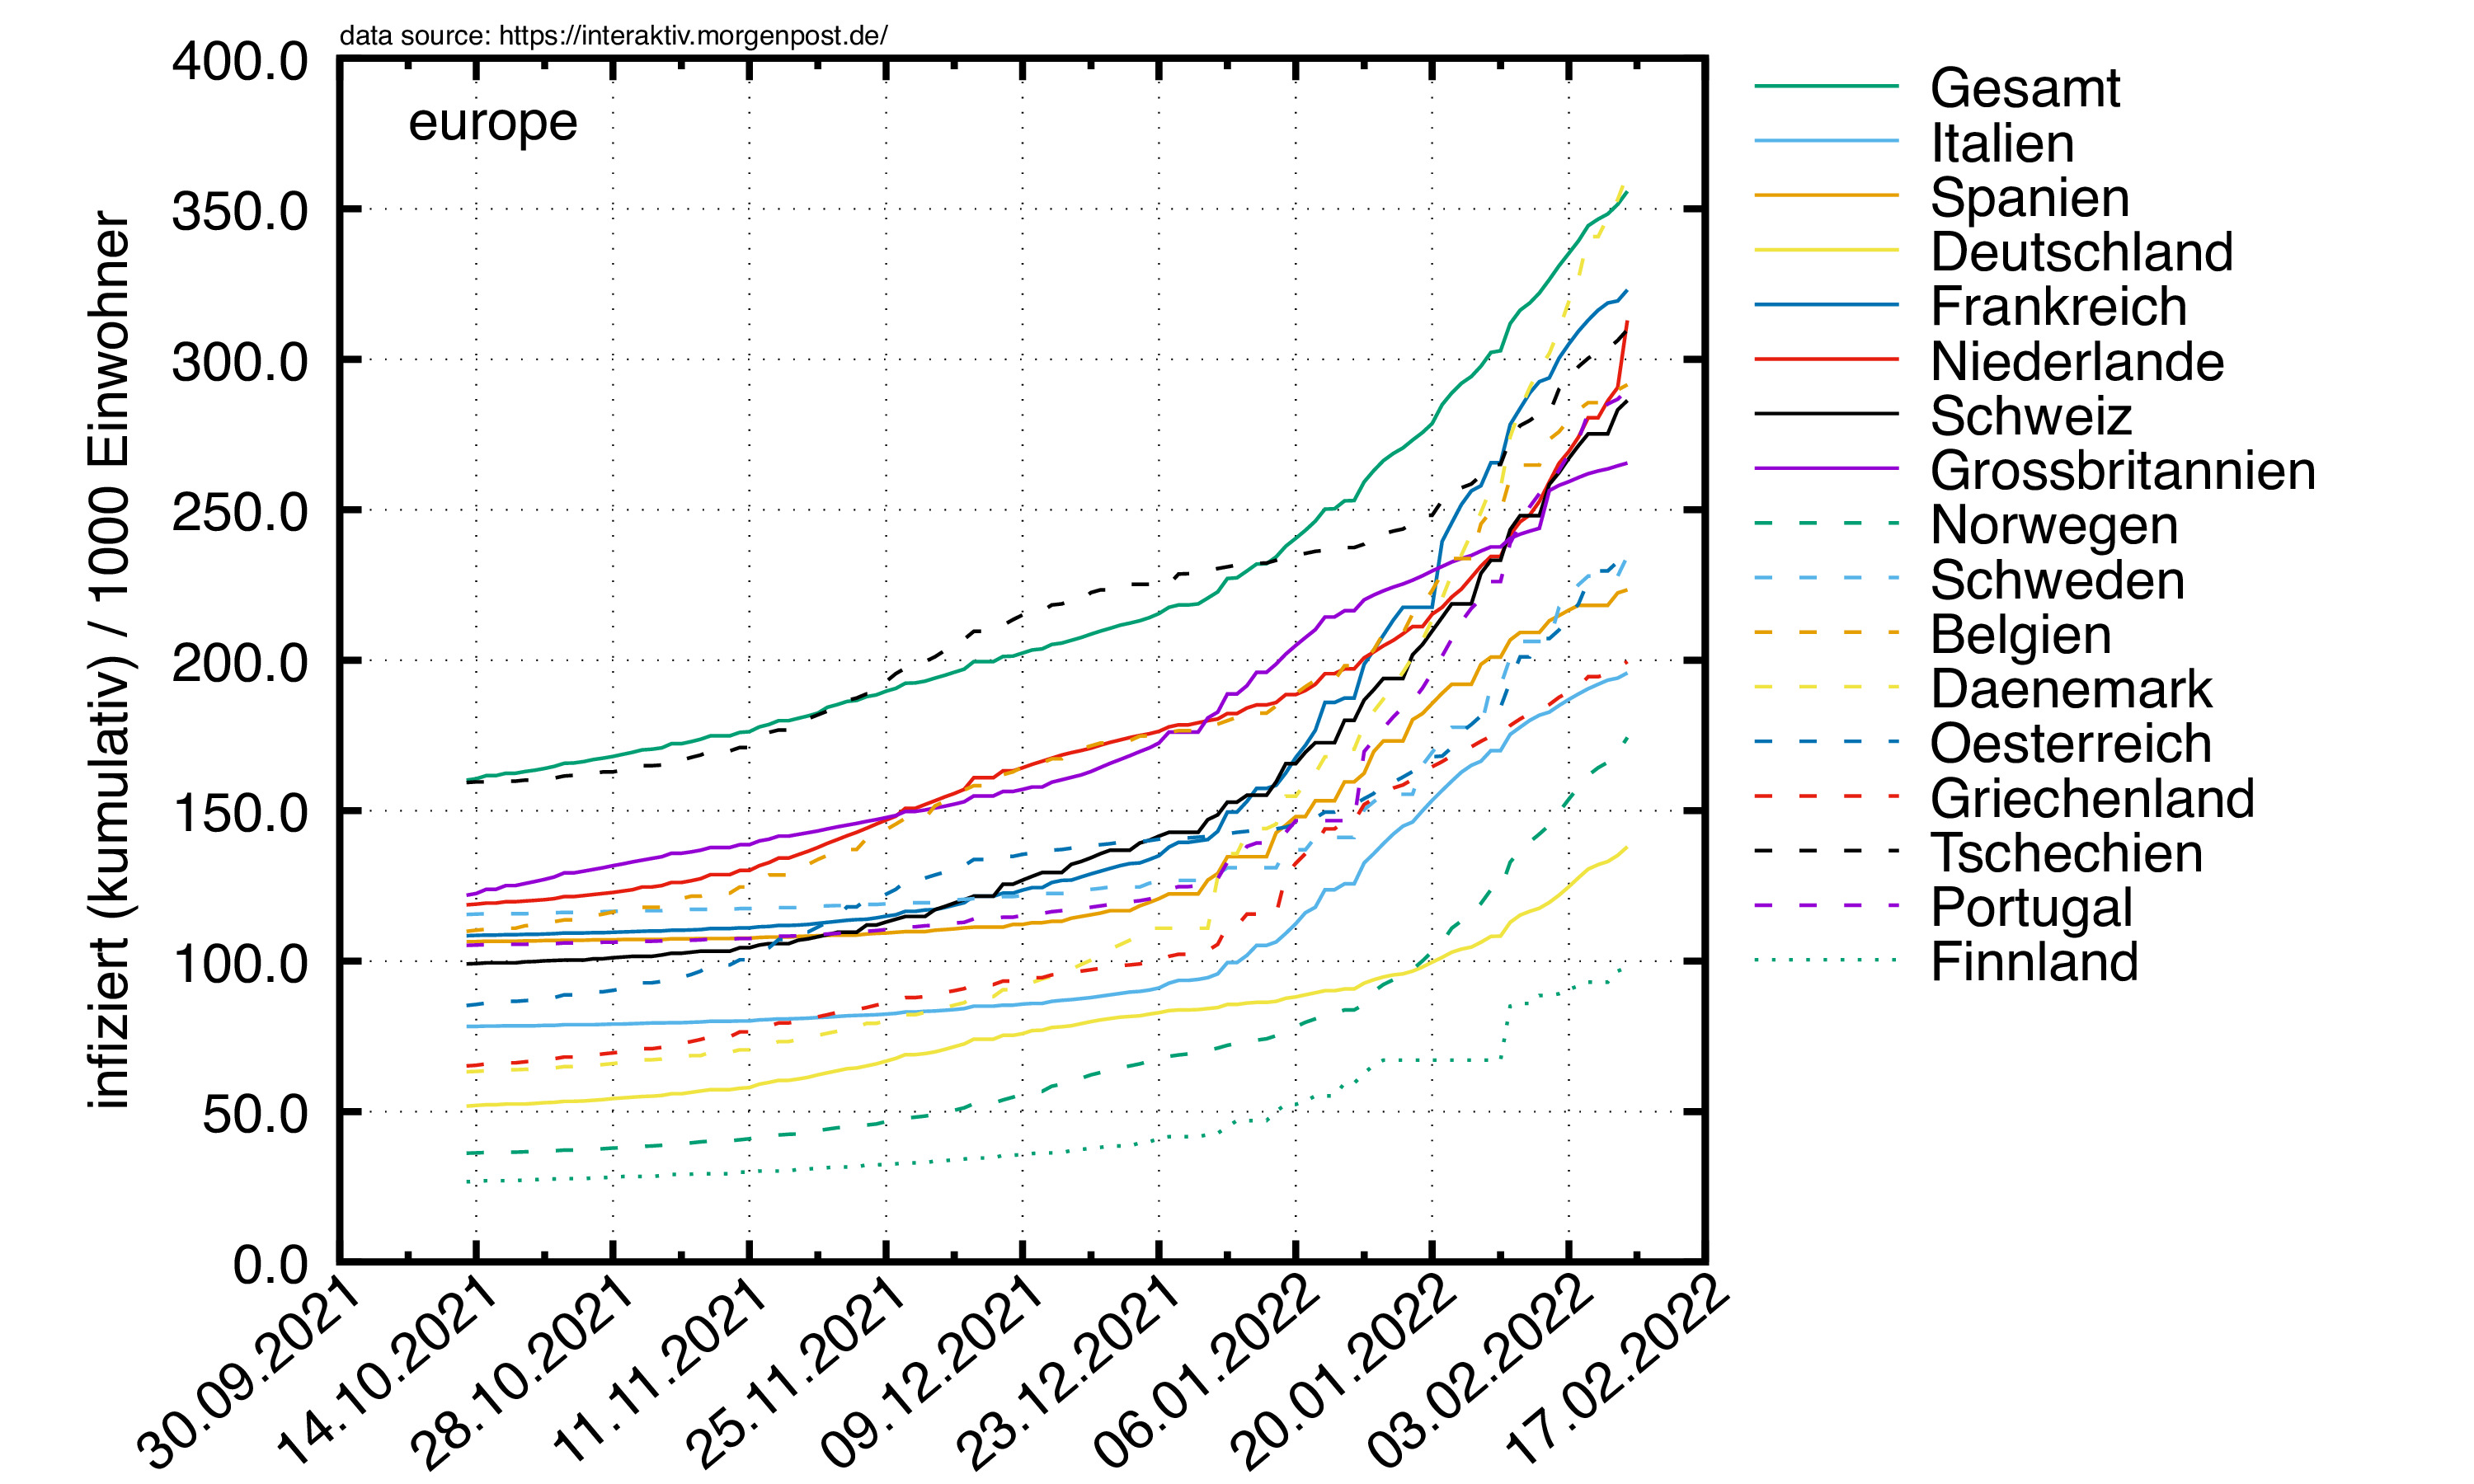 data source: https://interaktiv.morgenpost.de/
europe
infiziert (kumulativ) / 1000 Einwohner
400.0
350.0
300.0
250.0
200.0
150.0
100.0
50.0
0.0
30.09.2021
14.10.2021
28.10.2021
11.11.2021
25.11.2021
09.12.2021
23.12.2021
06.01.2022
20.01.2022
03.02.2022
17.02.2022
Gesamt
Italien
Spanien
Deutschland
Frankreich
Niederlande
Schweiz
Grossbritannien
Norwegen
Schweden
Belgien
Daenemark
Oesterreich
Griechenland
Tschechien
Portugal
Finnland